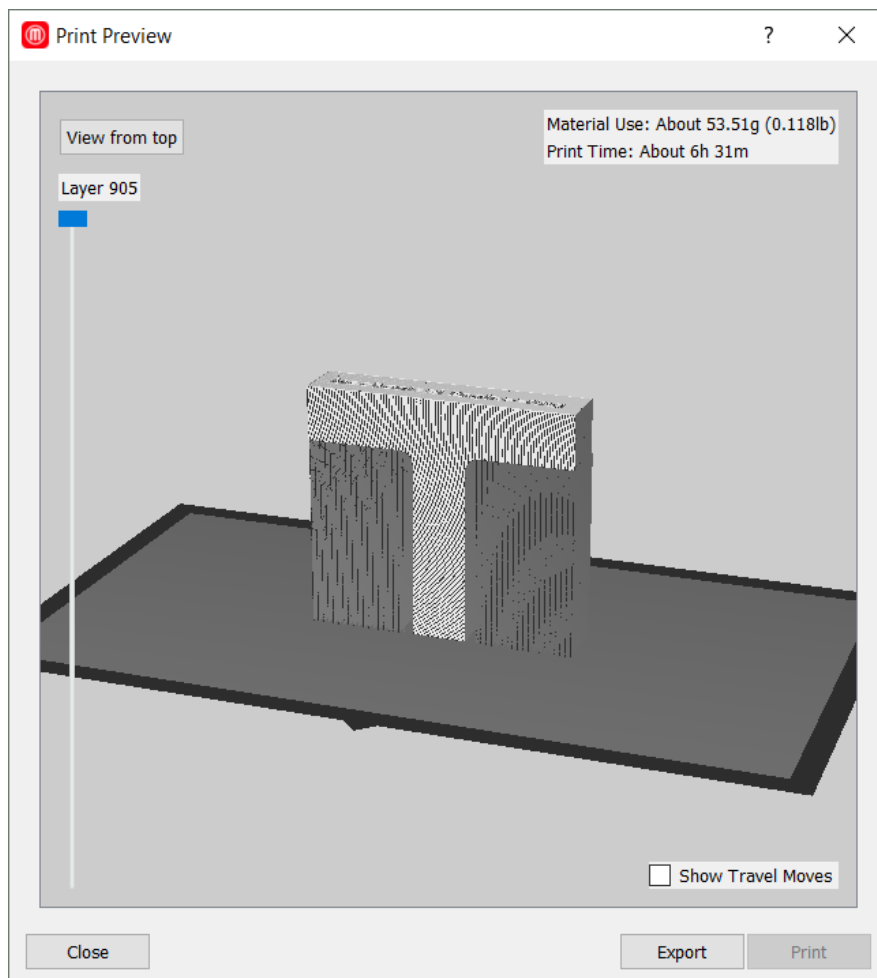 Print Preview
?
View from top
Material Use: About 53.51g (0.118lb)
Print Time: About 6h 31m
Layer 905
Show Travel Moves
Close
Export
Print